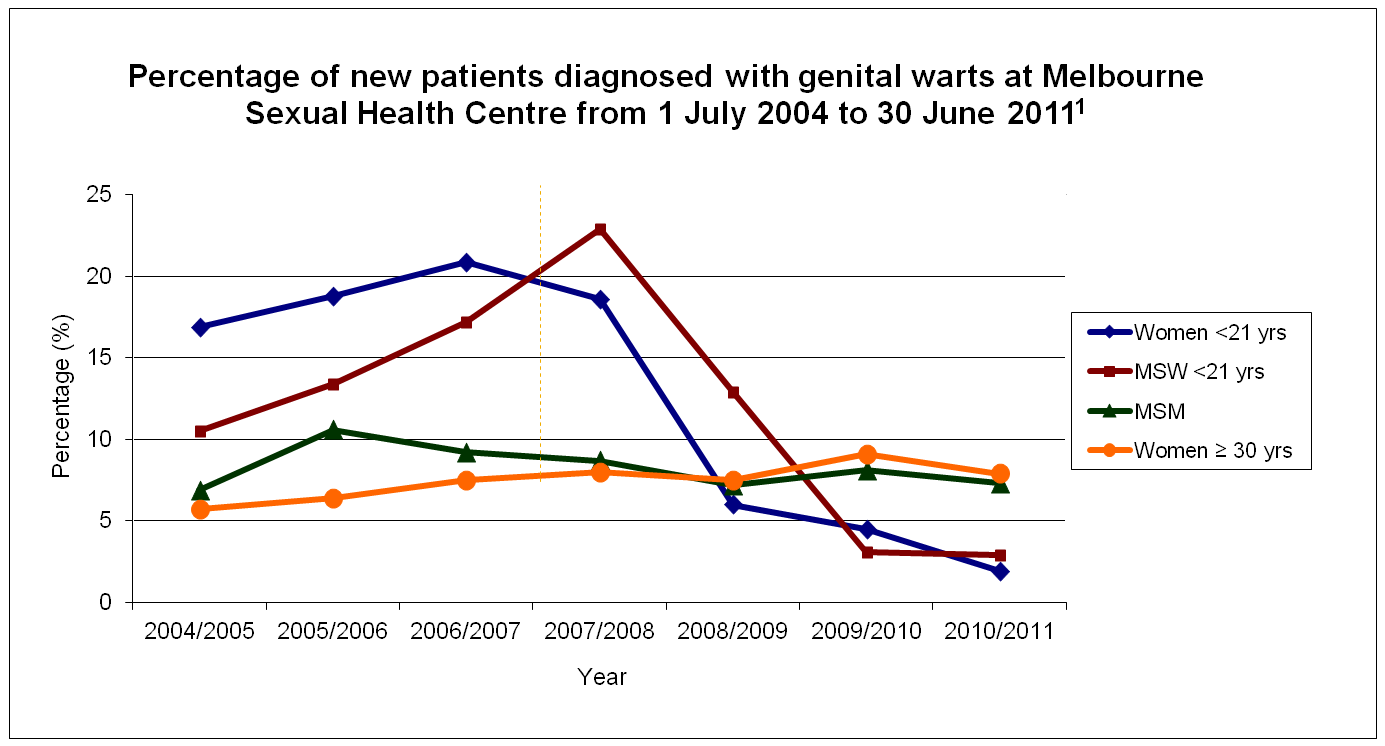 Percentage of new patients diagnosed with genital warts at Melbourne
Sexual Health Centre from 1 July 2004 to 30 June 2011¹
25
20
15
10
5
0
Percentage (%)
2004/2005 2005/2006 2006/2007 2007/2008 2008/2009 2009/2010 2010/2011
Year
Women <21 yrs
MSW <21 yrs
MSM
Women ≥ 30 yrs